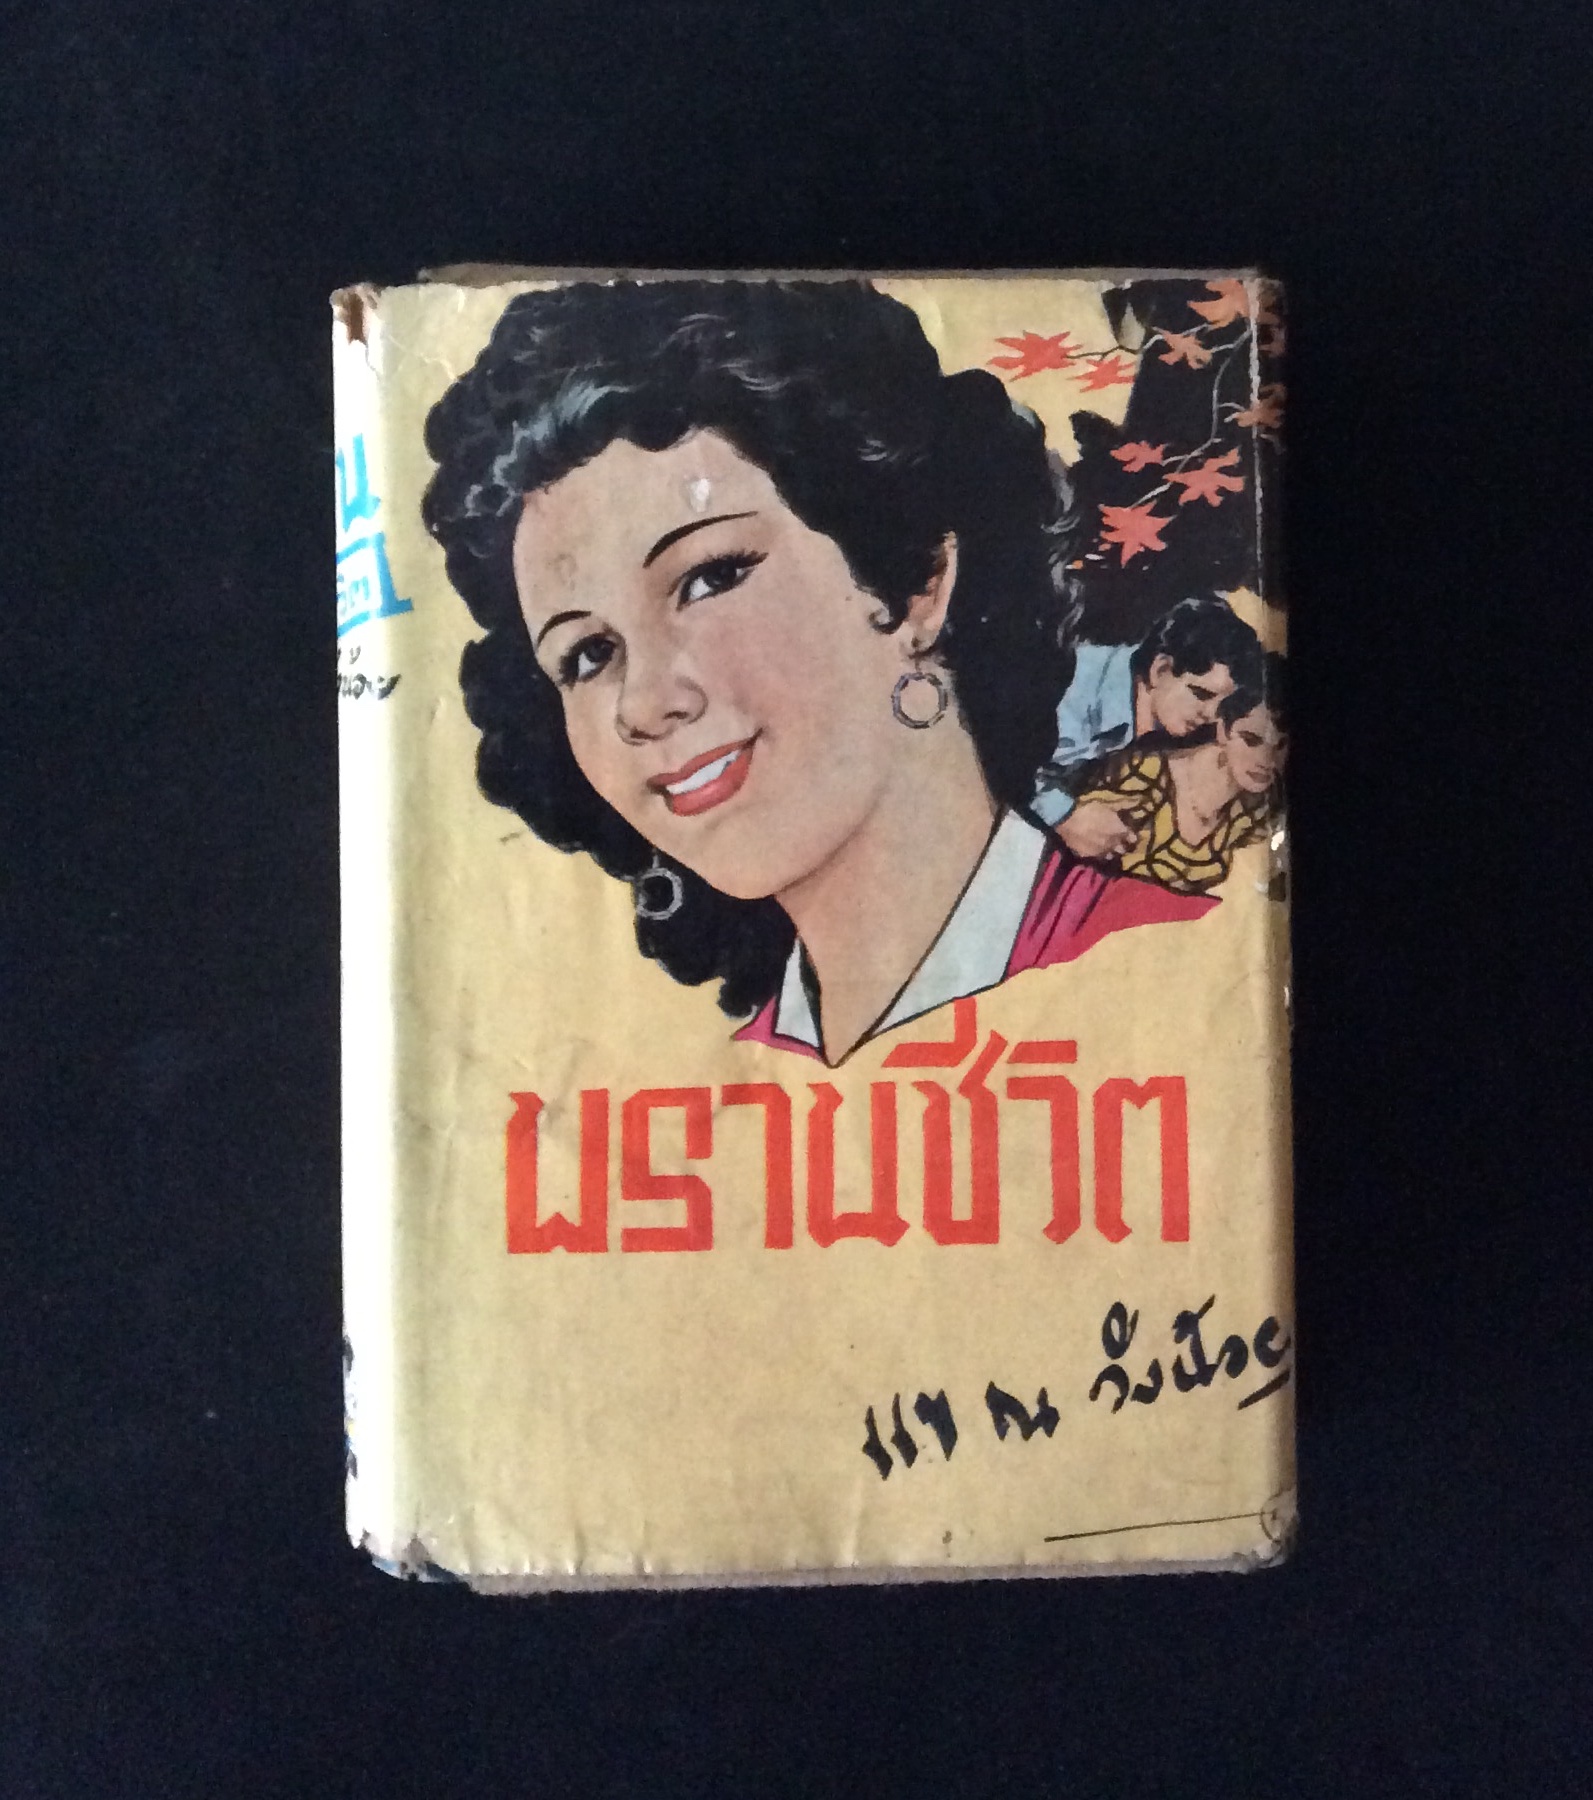 พรานชีวิต
แข ณ วังน้อย